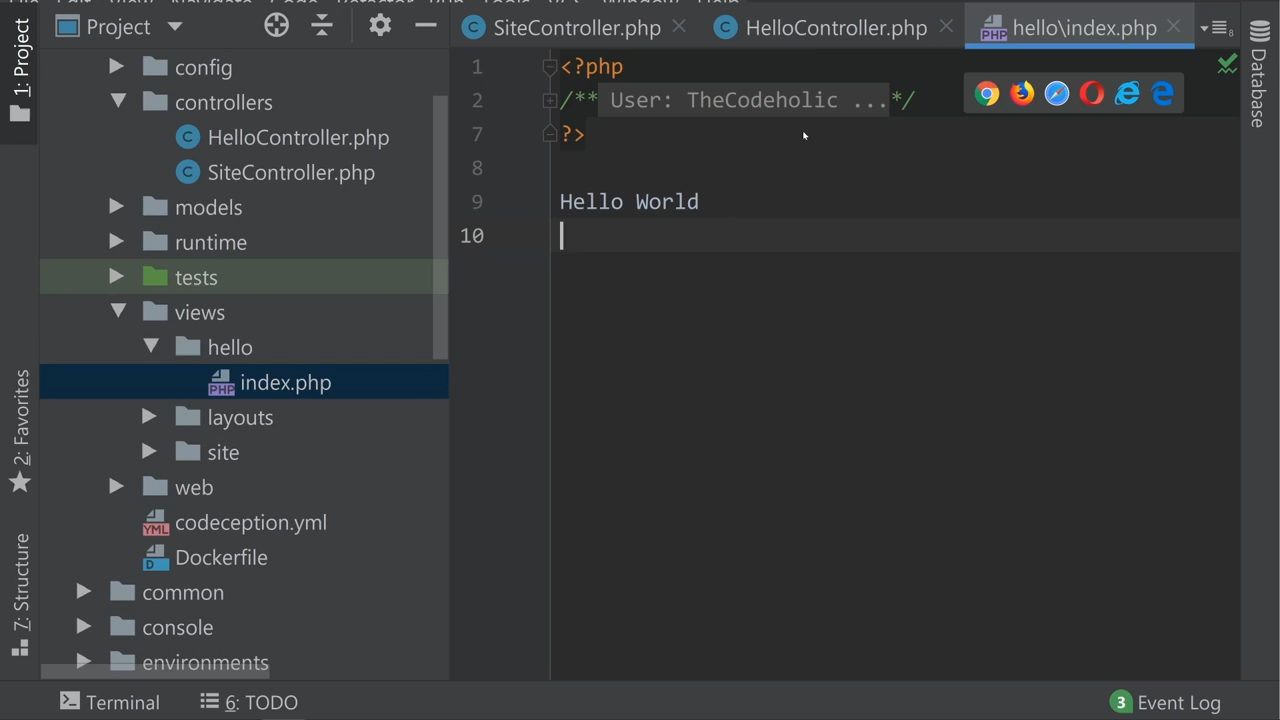 1: Project
Project
config
controllers
HelloController.php
SiteController.php
models
runtime
tests
views
hello
index.php
layouts
site
web
codeception.yml
Dockerfile
common
console
environments
2: Favorites
7: Structure
SiteController.php
HelloController.php
hello\index.php
8
1 <?php
2 /** User: TheCodeholic ...*/
7 ?>
8
9 Hello World
10
Database
Terminal
6: TODO
3 Event Log